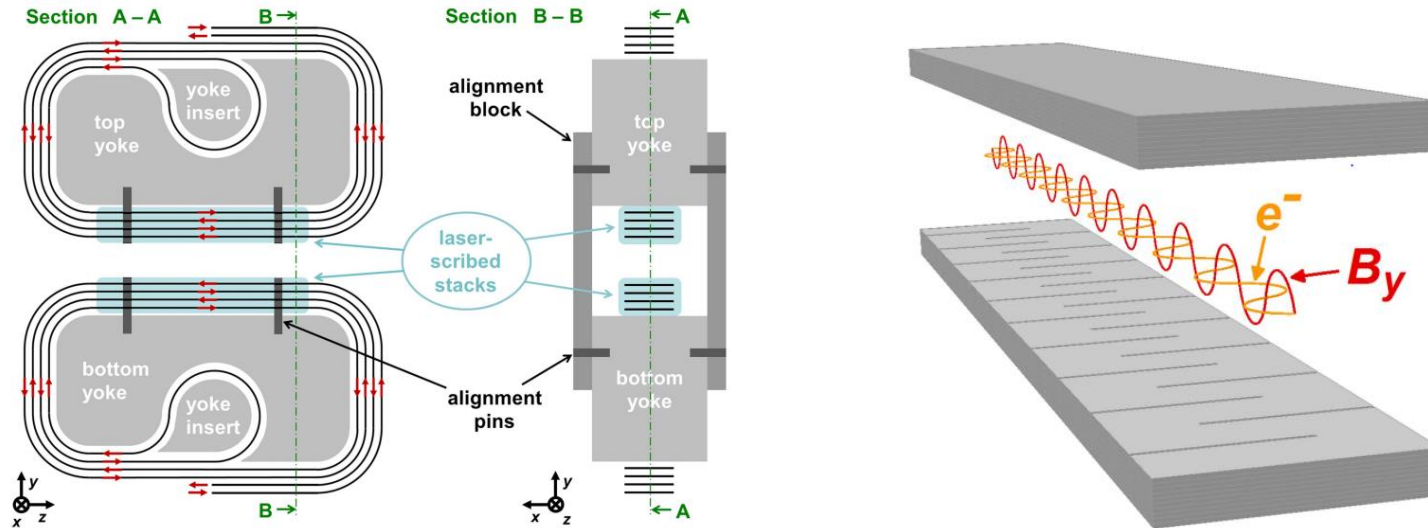 Section A – A
B
Section B – B
A
yoke
insert
top
yoke
alignment
block
top
yoke
laser-
scribed
stacks
e-
By
bottom
yoke
yoke
insert
alignment
pins
bottom
yoke
y
x
z
B
y
x
z
A